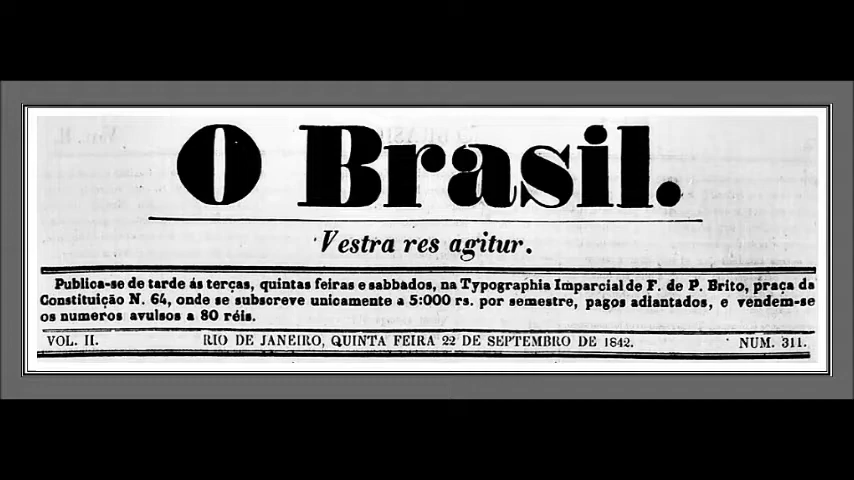 O Brasil.
Vestra res agitur.
Publica-se de tarde ás terças, quintas feiras e sabbados, na Typographia Imparcial de F. de P. Brito, praça da
Constituição N. 64, onde se subscreve unicamente a 5:000 rs. por semestre, pagos adiantados, e vendem-se
os numeros avulsos a 80 réis.
VOL. II. RIO DE JANEIRO, QUINTA FEIRA 22 DE SEPTEMBRO DE 1842. NUM. 311.